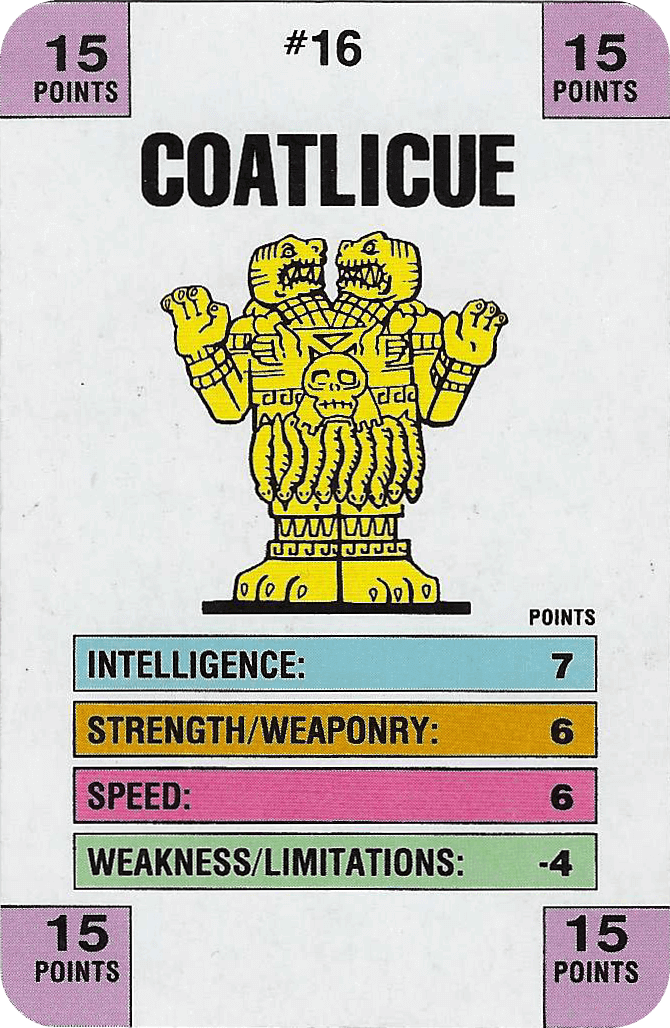 15 POINTS
#16
15 POINTS
COATLICUE
POINTS
INTELLIGENCE: 7
STRENGTH/WEAPONRY: 6
SPEED: 6
WEAKNESS/LIMITATIONS: -4
15 POINTS
15 POINTS